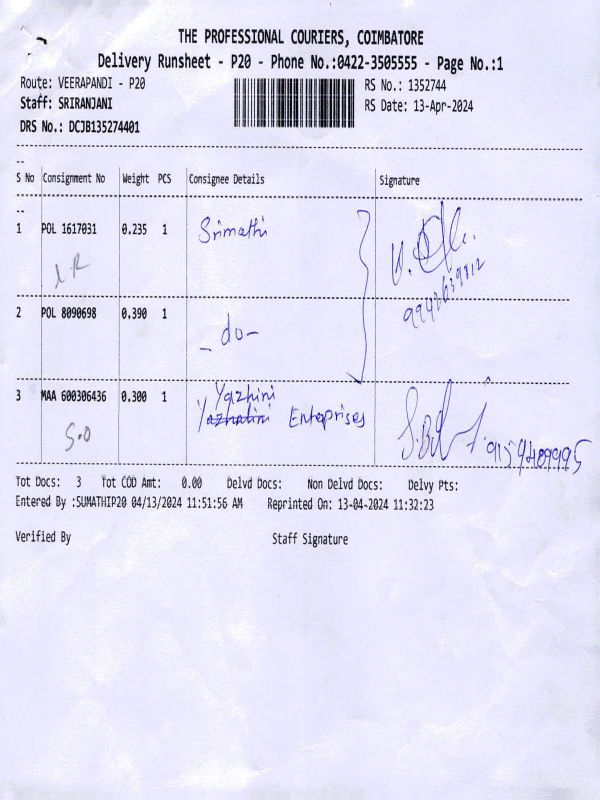 THE PROFESSIONAL COURIERS, COIMBATORE
Delivery Runsheet - P20 - Phone No.:0422-3505555 - Page No.:1
Route: VEERAPANDI - P20 RS No.: 1352744
Staff: SRIRANJANI RS Date: 13-Apr-2024
DRS No.: DCJB135274401
S No Consignment No Weight PCS Consignee Details Signature
1 POL 1617031 0.235 1 Srimathi
2 POL 8090698 0.390 1 -do-
3 MAA 600306436 0.300 1 Yazhini
Enteprises
S.O
Tot Docs: 3 Tot COD Amt: 0.00 Delvd Docs: Non Delvd Docs: Delvy Pts:
Entered By :SUMATHIP20 04/13/2024 11:51:56 AM Reprinted On: 13-04-2024 11:32:23
Verified By Staff Signature